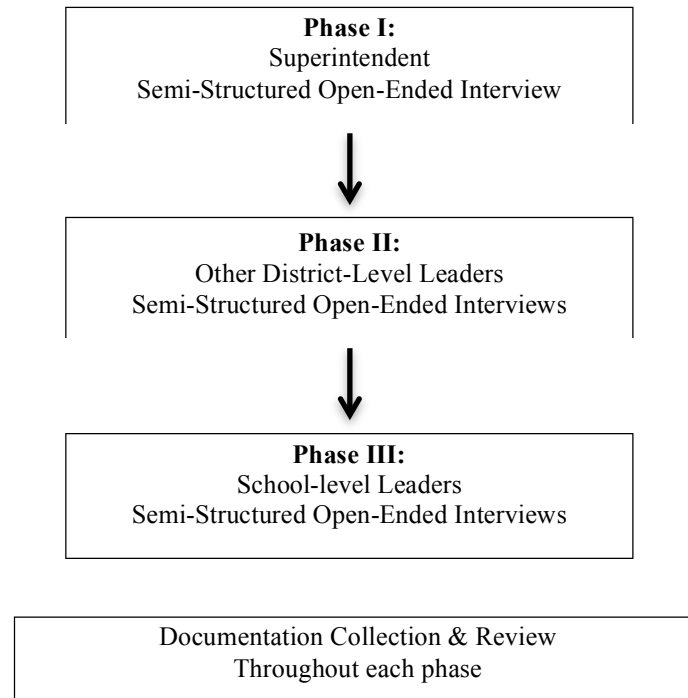 Phase I:
Superintendent
Semi-Structured Open-Ended Interview
Phase II:
Other District-Level Leaders
Semi-Structured Open-Ended Interviews
Phase III:
School-level Leaders
Semi-Structured Open-Ended Interviews
Documentation Collection & Review
Throughout each phase